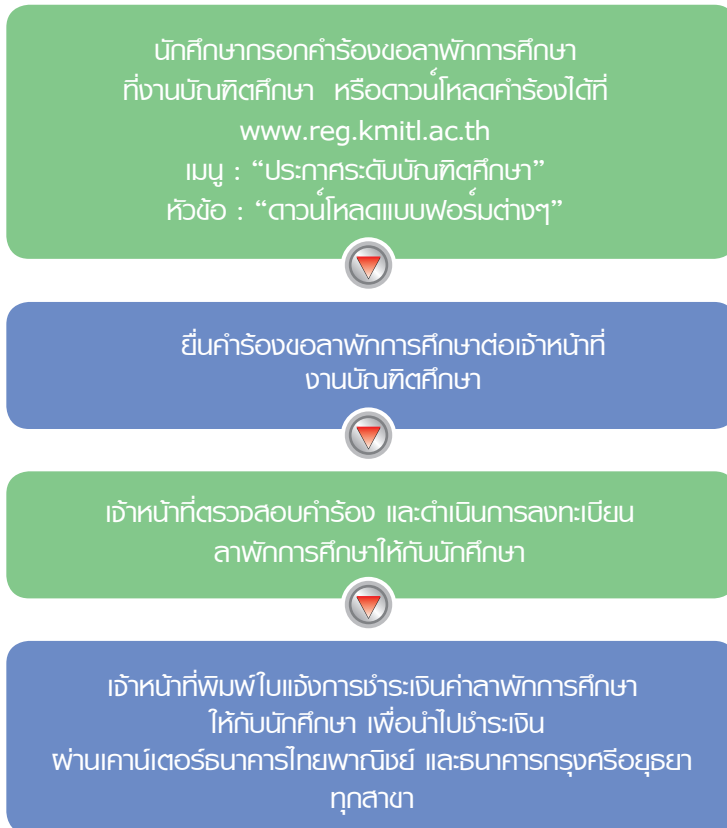 นักศึกษากรอกคำร้องขอลาพักการศึกษา
ที่งานบัณฑิตศึกษา หรือดาวน์โหลดคำร้องได้ที่
www.reg.kmitl.ac.th
เมนู : “ประกาศระดับบัณฑิตศึกษา”
หัวข้อ : “ดาวน์โหลดแบบฟอร์มต่างๆ”
ยื่นคำร้องขอลาพักการศึกษาต่อเจ้าหน้าที่
งานบัณฑิตศึกษา
เจ้าหน้าที่ตรวจสอบคำร้อง และดำเนินการลงทะเบียน
ลาพักการศึกษาให้กับนักศึกษา
เจ้าหน้าที่พิมพ์ใบแจ้งการชำระเงินค่าลาพักการศึกษา
ให้กับนักศึกษา เพื่อนำไปชำระเงิน
ผ่านเคาน์เตอร์ธนาคารไทยพาณิชย์ และธนาคารกรุงศรีอยุธยา
ทุกสาขา